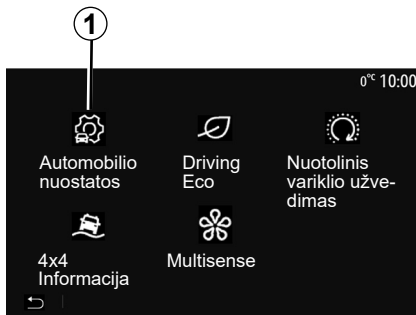 1
0°ᶜ 10:00
Automobilio
nuostatos
Driving
Eco
Nuotolinis
variklio užve-
dimas
4x4
Informacija
Multisense